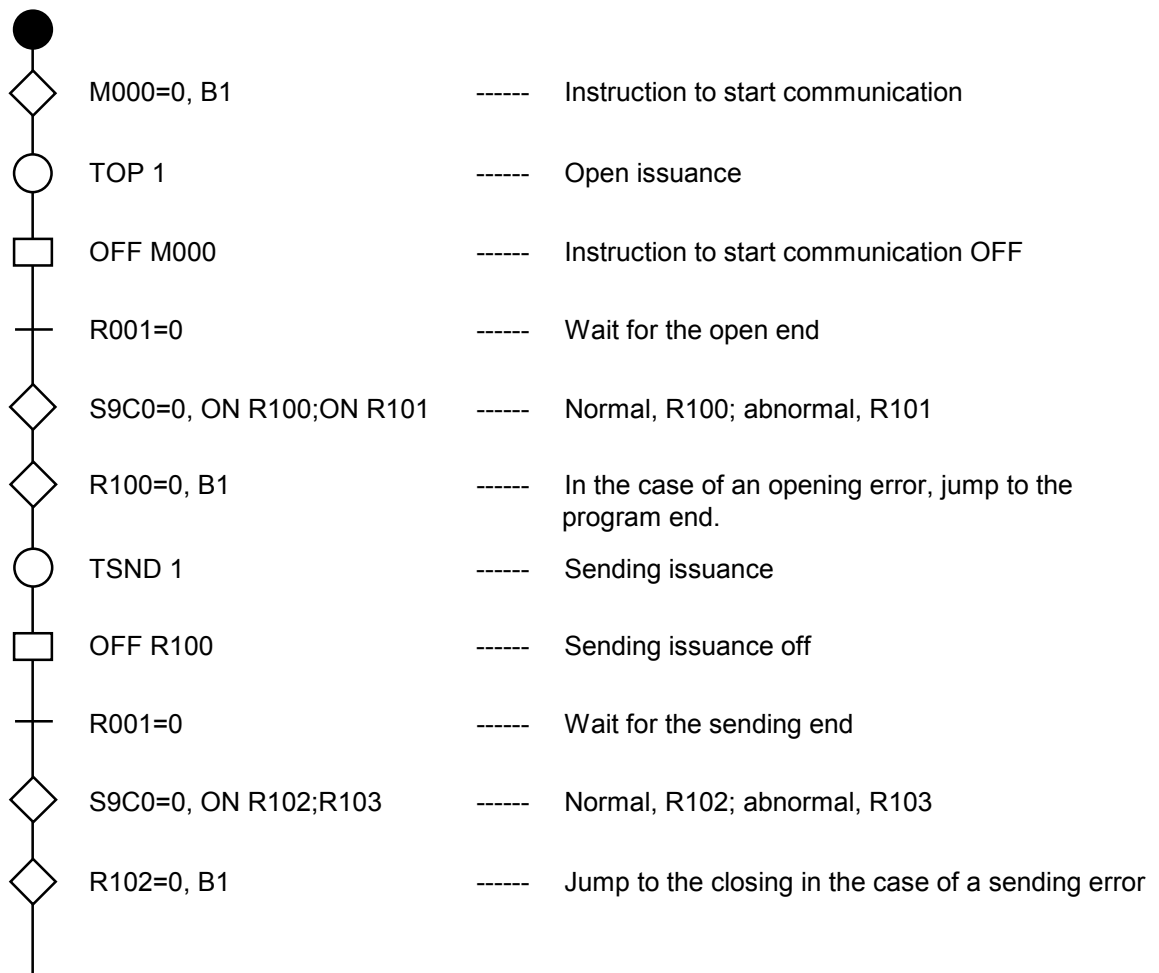 M000=0, B1 ------ Instruction to start communication
TOP 1 ------ Open issuance
OFF M000 ------ Instruction to start communication OFF
R001=0 ------ Wait for the open end
S9C0=0, ON R100;ON R101 ------ Normal, R100; abnormal, R101
R100=0, B1 ------ In the case of an opening error, jump to the
program end.
TSND 1 ------ Sending issuance
OFF R100 ------ Sending issuance off
R001=0 ------ Wait for the sending end
S9C0=0, ON R102;R103 ------ Normal, R102; abnormal, R103
R102=0, B1 ------ Jump to the closing in the case of a sending error